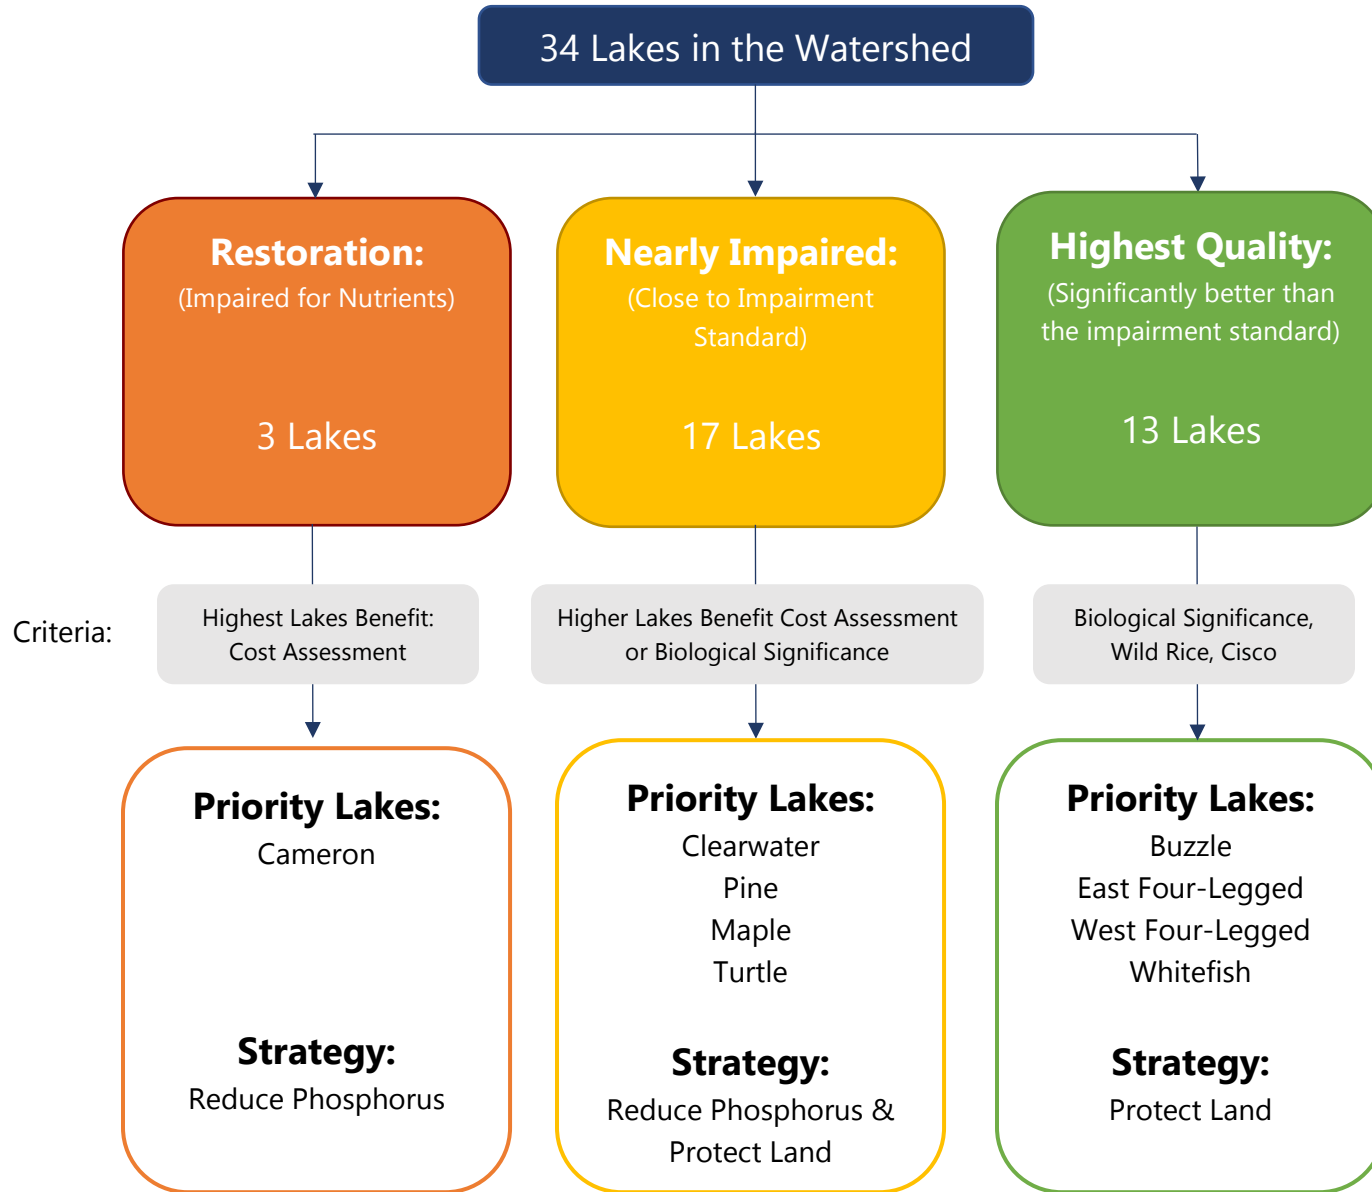 34 Lakes in the Watershed
Restoration:
(Impaired for Nutrients)
3 Lakes
Nearly Impaired:
(Close to Impairment
Standard)
17 Lakes
Highest Quality:
(Significantly better than
the impairment standard)
13 Lakes
Criteria:
Highest Lakes Benefit:
Cost Assessment
Higher Lakes Benefit Cost Assessment
or Biological Significance
Biological Significance,
Wild Rice, Cisco
Priority Lakes:
Cameron
Strategy:
Reduce Phosphorus
Priority Lakes:
Clearwater
Pine
Maple
Turtle
Strategy:
Reduce Phosphorus &
Protect Land
Priority Lakes:
Buzzle
East Four-Legged
West Four-Legged
Whitefish
Strategy:
Protect Land